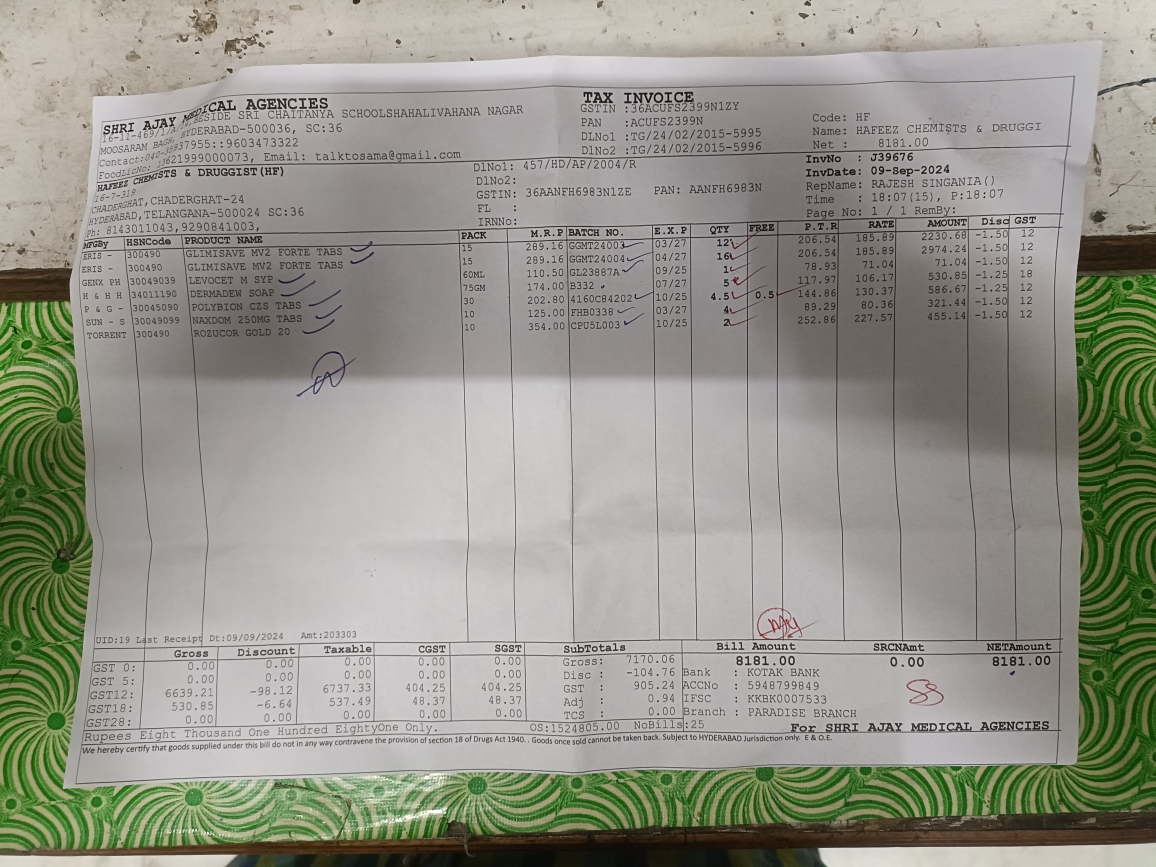 SHRI AJAY MEDICAL AGENCIES
BESIDE SRI CHAITANYA SCHOOLSHAHALIVAHANA NAGAR
MOOSARAM BAGH, HYDERABAD-500036, SC:36
7955::9603473322
21999000073, Email: talktosama@gmail.com
TAX INVOICE
GSTIN :36ACUFS2399N1ZY
PAN :ACUFS2399N
DLNo1 :TG/24/02/2015-5995
DLNo2 :TG/24/02/2015-5996
Code: HF
Name: HAFEEZ CHEMISTS & DRUGGI
Net : 8181.00
HAFEEZ CHEMISTS & DRUGGIST(HF)
16-7-318
CHADERGHAT,CHADERGHAT-24
HYDERABAD,TELANGANA-500024 SC:36
Ph: 8143011043,9290841003,
DlNo1: 457/HD/AP/2004/R
DlNo2:
GSTIN: 36AANFH6983N1ZE PAN: AANFH6983N
FL :
IRNNo:
InvNo : J39676
InvDate: 09-Sep-2024
RepName: RAJESH SINGANIA()
Time : 18:07(15), P:18:07
Page No: 1 / 1 RemBy:
MFGBy HSNCode PRODUCT NAME PACK M.R.P BATCH NO. E.X.P QTY FREE P.T.R RATE AMOUNT Disc GST
ERIS - 300490 GLIMISAVE MV2 FORTE TABS 15 289.16 GGMT24003 03/27 12 206.54 185.89 2230.68 -1.50 12
ERIS - 300490 GLIMISAVE MV2 FORTE TABS 15 289.16 GGMT24004 04/27 16 206.54 185.89 2974.24 -1.50 12
GENX PH 30049039 LEVOCET M SYP 60ML 110.50 GL23887A 09/25 1 78.93 71.04 71.04 -1.50 12
H & H H 34011190 DERMADEW SOAP 75GM 174.00 B332 07/27 5 117.97 106.17 530.85 -1.25 18
P & G - 30045090 POLYBION CZS TABS 30 202.80 4160C84202 10/25 4.5 0.5 144.86 130.37 586.67 -1.25 12
SUN - S 30049099 NAXDOM 250MG TABS 10 125.00 FHB0338 03/27 4 89.29 80.36 321.44 -1.50 12
TORRENT 300490 ROZUCOR GOLD 20 10 354.00 CPU5L003 10/25 2 252.86 227.57 455.14 -1.50 12
UID:19 Last Receipt Dt:09/09/2024 Amt:203303
Gross Discount Taxable CGST SGST
GST 0: 0.00 0.00 0.00 0.00 0.00
GST 5: 0.00 0.00 0.00 0.00 0.00
GST12: 6639.21 -98.12 6737.33 404.25 404.25
GST18: 530.85 -6.64 537.49 48.37 48.37
GST28: 0.00 0.00 0.00 0.00 0.00
SubTotals
Gross: 7170.06
Disc : -104.76
GST : 905.24
Adj : 0.94
TCS : 0.00
Bill Amount SRCNAmt NETAmount
8181.00 0.00 8181.00
Bank : KOTAK BANK
ACCNo : 5948799849
IFSC : KKBK0007533
Branch : PARADISE BRANCH
Rupees Eight Thousand One Hundred EightyOne Only. OS:1524805.00 NoBills:25
For SHRI AJAY MEDICAL AGENCIES
We hereby certify that goods supplied under this bill do not in any way contravene the provision of section 18 of Drugs Act 1940. . Goods once sold cannot be taken back. Subject to HYDERABAD Jurisdiction only. E & O.E.